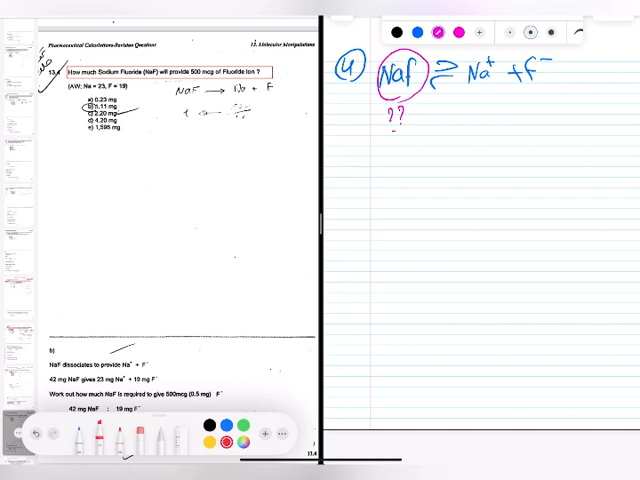 Pharmaceutical Calculations-Revision Questions
13. Molecular Manipulations
13.4
How much Sodium Fluoride (NaF) will provide 500 mcg of Fluoride ion ?
(AW: Na = 23, F = 19)
NaF → Na + F
a) 0.23 mg
b) 1.11 mg
c) 2.20 mg
d) 4.20 mg
e) 1,595 mg
b)
NaF dissociates to provide Na⁺ + F⁻
42 mg NaF gives 23 mg Na⁺ + 19 mg F⁻
Work out how much NaF is required to give 500mcg (0.5 mg) F⁻
42 mg NaF : 19 mg F⁻
13.4
4 Naf ⇌ Na⁺ + F⁻
??